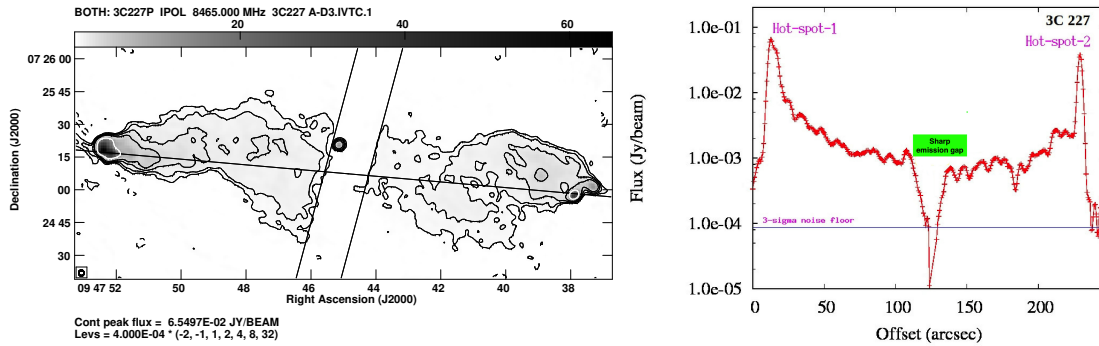 BOTH: 3C227P IPOL 8465.000 MHz 3C227 A-D3.IVTC.1
20 40 60
07 26 00
45
30
15
00
24 45
30
Declination (J2000)
09 47 52 50 48 46 44 42 40 38
Right Ascension (J2000)
Cont peak flux = 6.5497E-02 JY/BEAM
Levs = 4.000E-04 * (-2, -1, 1, 2, 4, 8, 32)
3C 227
Hot-spot-1
Hot-spot-2
1.0e-01
1.0e-02
1.0e-03
1.0e-04
1.0e-05
Flux (Jy/beam)
Sharp
emission gap
3-sigma noise floor
0 50 100 150 200
Offset (arcsec)